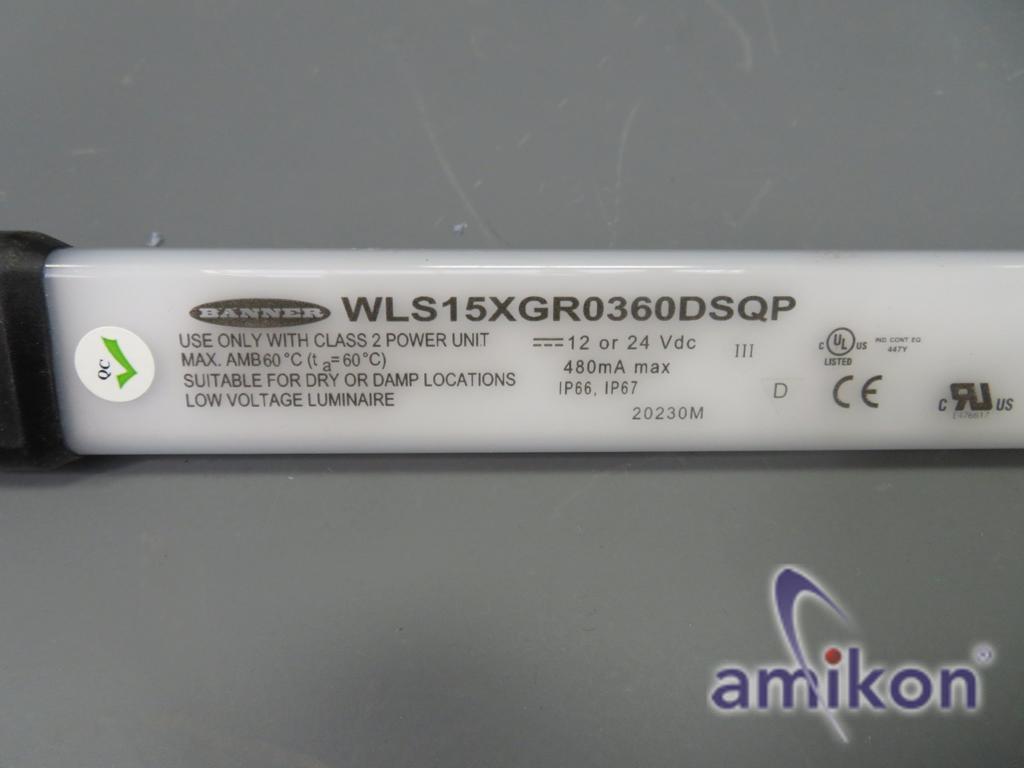 BANNER WLS15XGR0360DSQP
USE ONLY WITH CLASS 2 POWER UNIT
MAX. AMB60 °C (t a= 60°C)
SUITABLE FOR DRY OR DAMP LOCATIONS
LOW VOLTAGE LUMINAIRE
12 or 24 Vdc
480mA max
IP66, IP67
20230M
III
D
C UL US
LISTED
IND CONT EQ
447Y
CE
C RU US
QC
amikon®